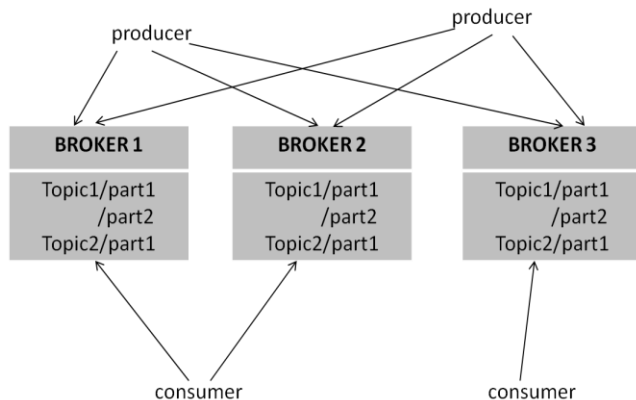 producer
producer
BROKER 1
BROKER 2
BROKER 3
Topic1/part1
/part2
Topic2/part1
Topic1/part1
/part2
Topic2/part1
Topic1/part1
/part2
Topic2/part1
consumer
consumer